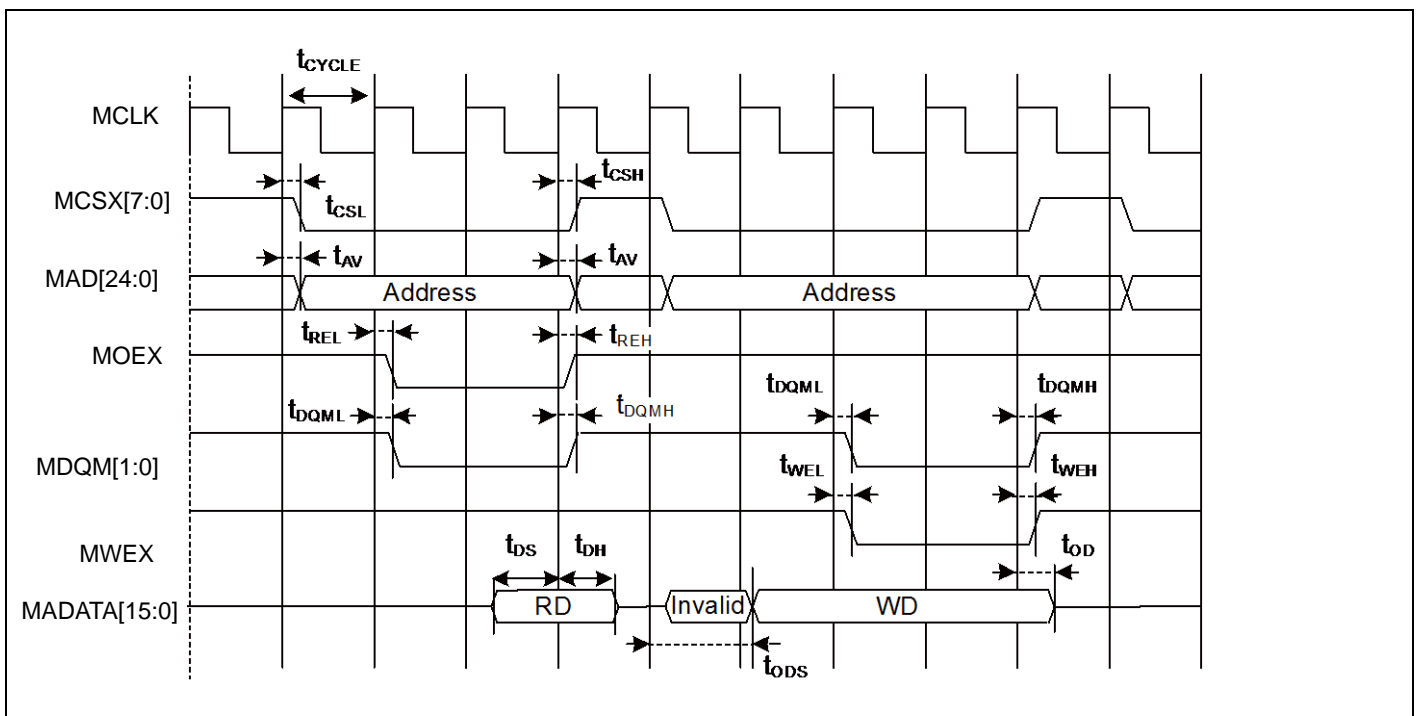 tCYCLE
MCLK
tCSH
MCSX[7:0]
tCSL
tAV
tAV
MAD[24:0]
Address
Address
tREL
tREH
MOEX
tDQML
tDQMH
tDQML
tDQMH
MDQM[1:0]
tWEL
tWEH
MWEX
tDS
tDH
tOD
MADATA[15:0]
RD
Invalid
WD
tODS